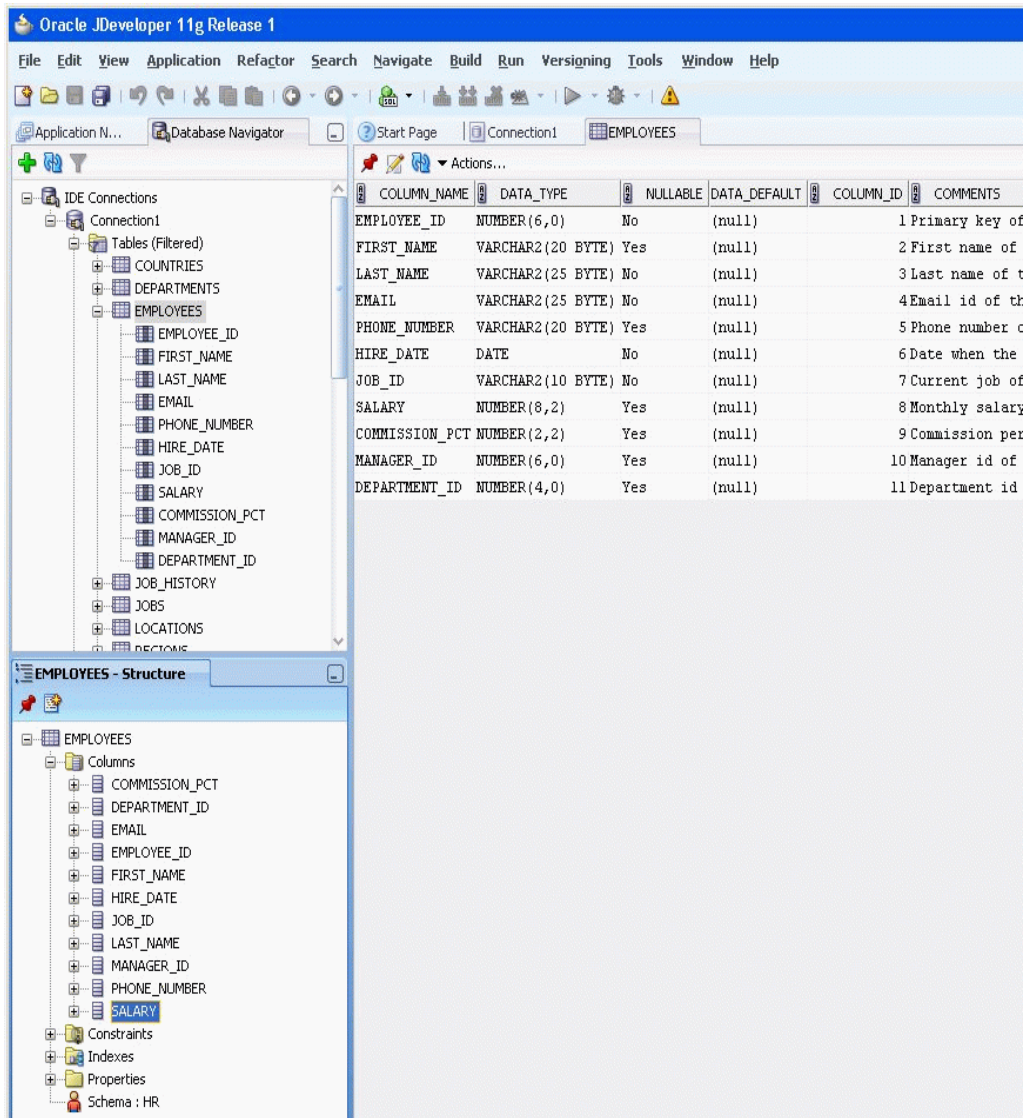 Oracle JDeveloper 11g Release 1
File Edit View Application Refactor Search Navigate Build Run Versioning Tools Window Help
Application N... Database Navigator
Start Page Connection1 EMPLOYEES
Actions...
IDE Connections
Connection1
Tables (Filtered)
COUNTRIES
DEPARTMENTS
EMPLOYEES
EMPLOYEE_ID
FIRST_NAME
LAST_NAME
EMAIL
PHONE_NUMBER
HIRE_DATE
JOB_ID
SALARY
COMMISSION_PCT
MANAGER_ID
DEPARTMENT_ID
JOB_HISTORY
JOBS
LOCATIONS
REGIONS
COLUMN_NAME DATA_TYPE NULLABLE DATA_DEFAULT COLUMN_ID COMMENTS
EMPLOYEE_ID NUMBER(6,0) No (null) 1 Primary key of
FIRST_NAME VARCHAR2(20 BYTE) Yes (null) 2 First name of
LAST_NAME VARCHAR2(25 BYTE) No (null) 3 Last name of t
EMAIL VARCHAR2(25 BYTE) No (null) 4 Email id of th
PHONE_NUMBER VARCHAR2(20 BYTE) Yes (null) 5 Phone number o
HIRE_DATE DATE No (null) 6 Date when the
JOB_ID VARCHAR2(10 BYTE) No (null) 7 Current job of
SALARY NUMBER(8,2) Yes (null) 8 Monthly salary
COMMISSION_PCT NUMBER(2,2) Yes (null) 9 Commission per
MANAGER_ID NUMBER(6,0) Yes (null) 10 Manager id of
DEPARTMENT_ID NUMBER(4,0) Yes (null) 11 Department id
EMPLOYEES - Structure
EMPLOYEES
Columns
COMMISSION_PCT
DEPARTMENT_ID
EMAIL
EMPLOYEE_ID
FIRST_NAME
HIRE_DATE
JOB_ID
LAST_NAME
MANAGER_ID
PHONE_NUMBER
SALARY
Constraints
Indexes
Properties
Schema : HR